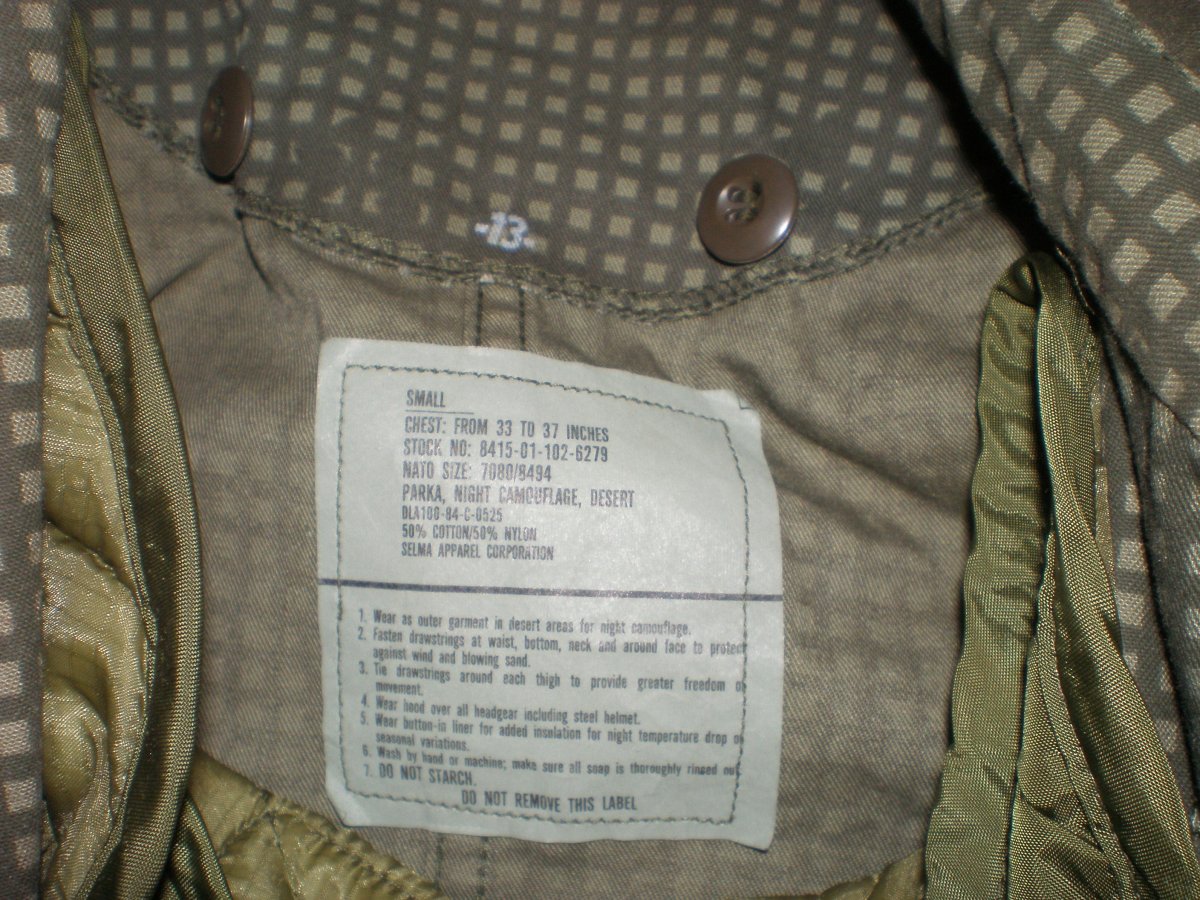 -13-
SMALL
CHEST: FROM 33 TO 37 INCHES
STOCK NO: 8415-01-102-6279
NATO SIZE: 7080/8494
PARKA, NIGHT CAMOUFLAGE, DESERT
DLA100-84-C-0525
50% COTTON/50% NYLON
SELMA APPAREL CORPORATION
1. Wear as outer garment in desert areas for night camouflage.
2. Fasten drawstrings at waist, bottom, neck and around face to protect
against wind and blowing sand.
3. Tie drawstrings around each thigh to provide greater freedom of
movement.
4. Wear hood over all headgear including steel helmet.
5. Wear button-in liner for added insulation for night temperature drop or
seasonal variations.
6. Wash by hand or machine; make sure all soap is thoroughly rinsed out.
7. DO NOT STARCH.
DO NOT REMOVE THIS LABEL